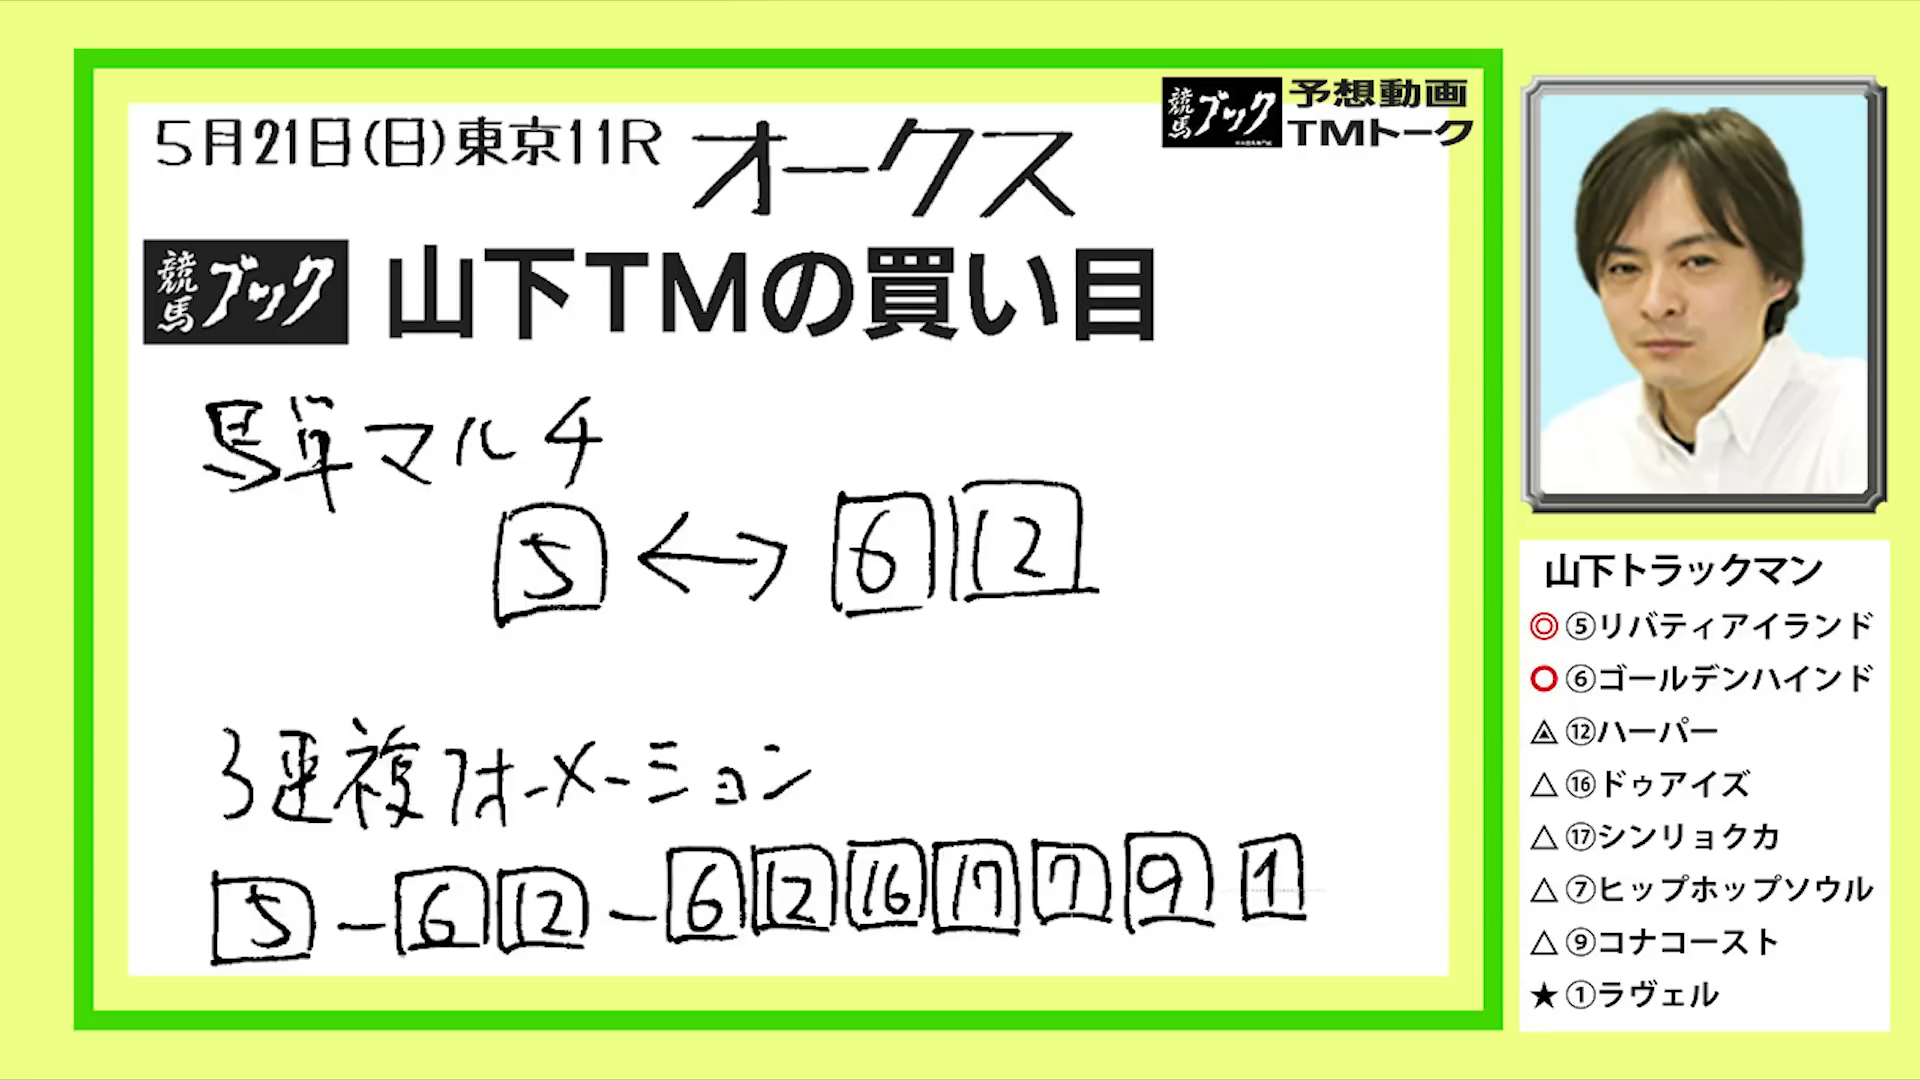 5月21日(日)東京11R オークス
競馬ブック 予想動画
TMトーク
競馬ブック 山下TMの買い目
馬単マルチ
5 ↔ 6 12
3連複フォーメーション
5 - 6 12 - 6 12 16 17 7 9 1
山下トラックマン
◎⑤リバティアイランド
○⑥ゴールデンハインド
▲⑫ハーパー
△⑯ドゥアイズ
△⑰シンリョクカ
△⑦ヒップホップソウル
△⑨コナコースト
★①ラヴェル